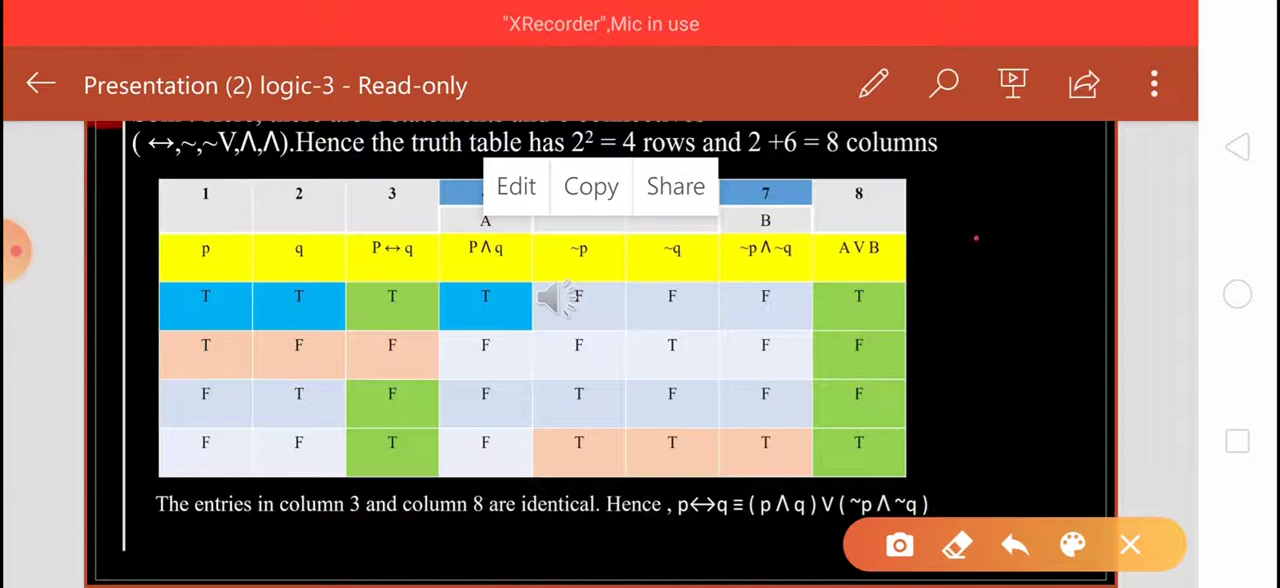 "XRecorder",Mic in use
Presentation (2) logic-3 - Read-only
( ↔,~,~V,Λ,Λ).Hence the truth table has 2² = 4 rows and 2 +6 = 8 columns
Edit Copy Share
1 2 3 7 8
A B
p q P ↔ q P Λ q ~p ~q ~p Λ ~q A V B
T T T T F F F T
T F F F F T F F
F T F F T F F F
F F T F T T T T
The entries in column 3 and column 8 are identical. Hence , p↔q ≡ ( p Λ q ) V ( ~p Λ ~q )